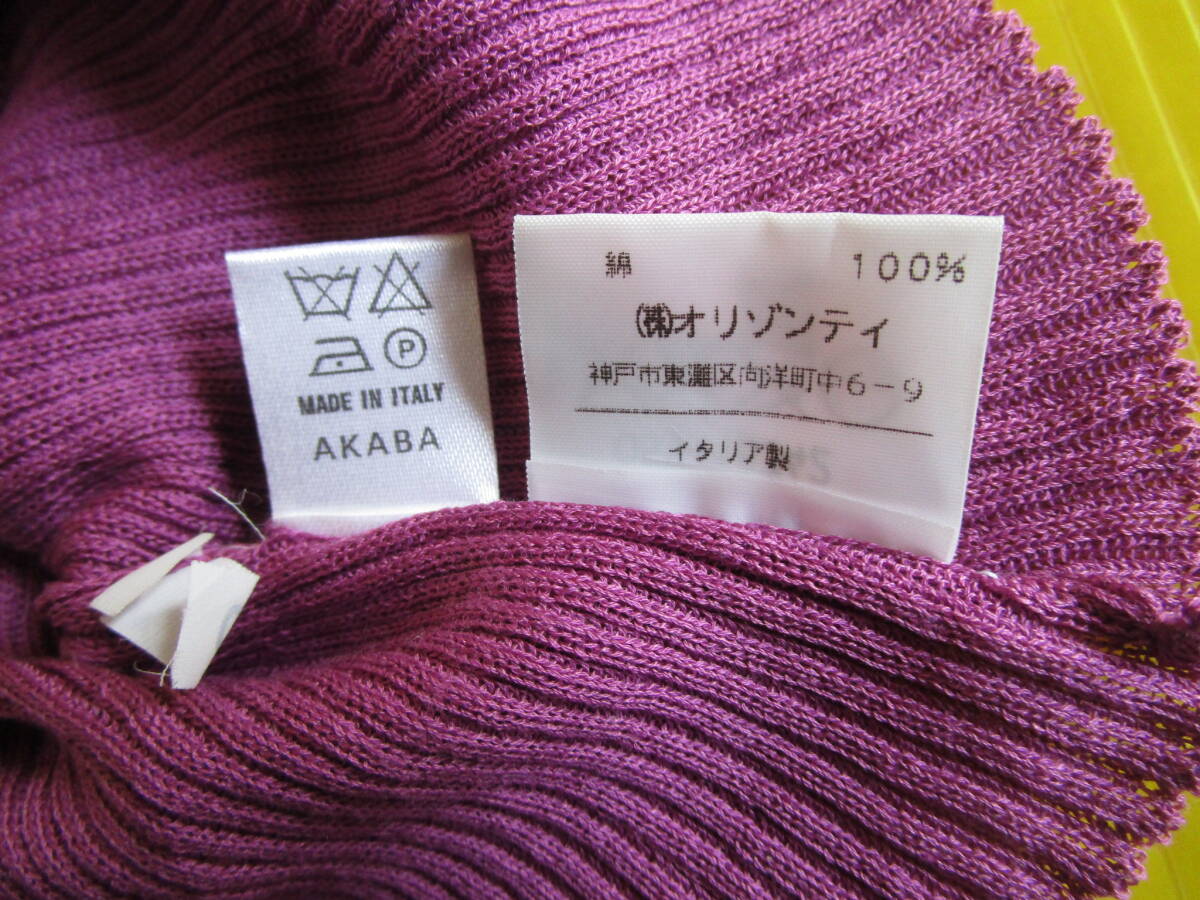 P
MADE IN ITALY
AKABA
綿 100%
(株)オリゾンティ
神戸市東灘区向洋町中6-9
イタリア製